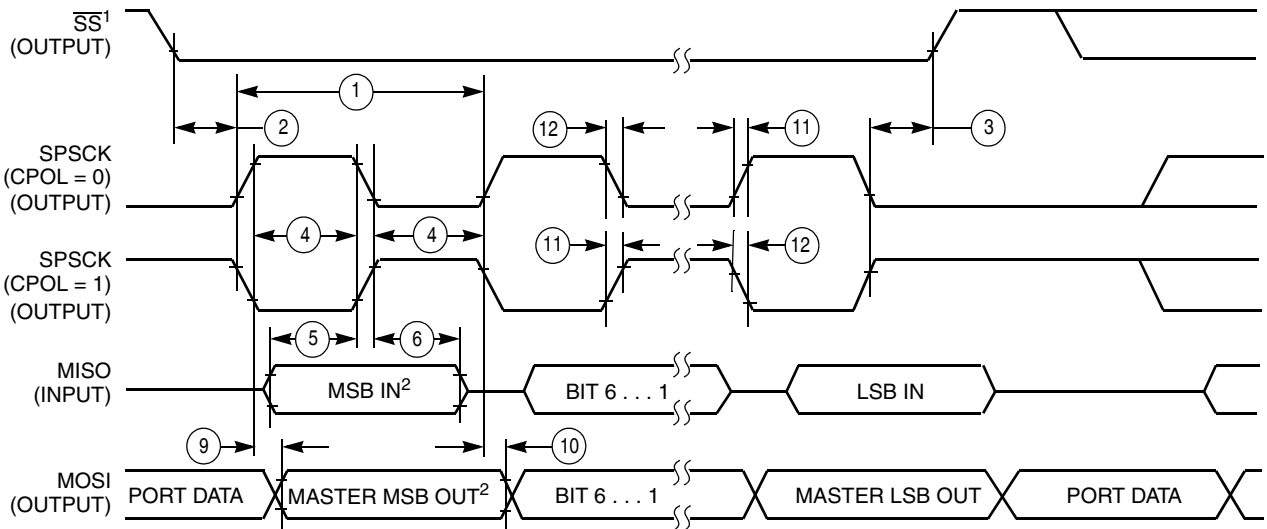 SS¹
(OUTPUT)
1
2
12
11
3
SPSCK
(CPOL = 0)
(OUTPUT)
4
4
11
12
SPSCK
(CPOL = 1)
(OUTPUT)
5
6
MISO
(INPUT)
MSB IN²
BIT 6 . . . 1
LSB IN
9
10
MOSI
(OUTPUT)
PORT DATA
MASTER MSB OUT²
BIT 6 . . . 1
MASTER LSB OUT
PORT DATA